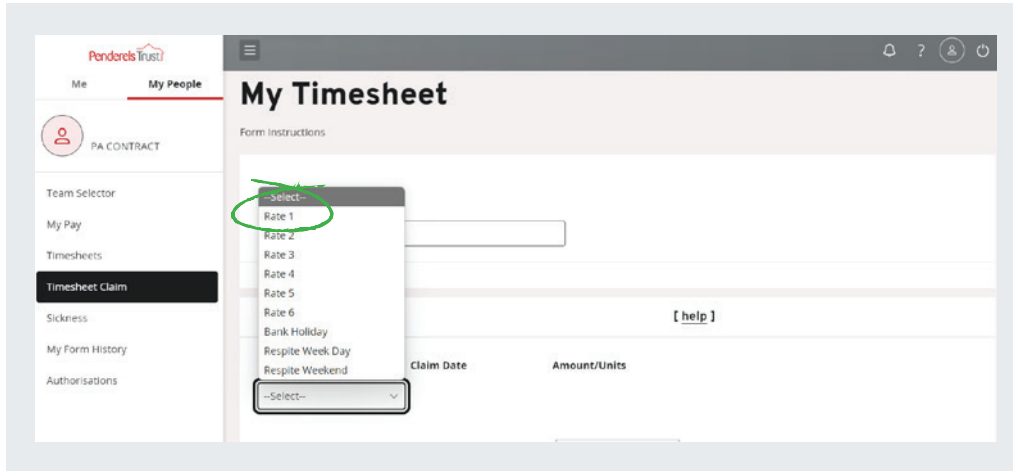 Penderels Trust
?
Me
My People
My Timesheet
Form Instructions
PA CONTRACT
Team Selector
My Pay
Timesheets
Timesheet Claim
Sickness
My Form History
Authorisations
--Select--
Rate 1
Rate 2
Rate 3
Rate 4
Rate 5
Rate 6
Bank Holiday
Respite Week Day
Respite Weekend
[ help ]
Claim Date
Amount/Units
--Select--